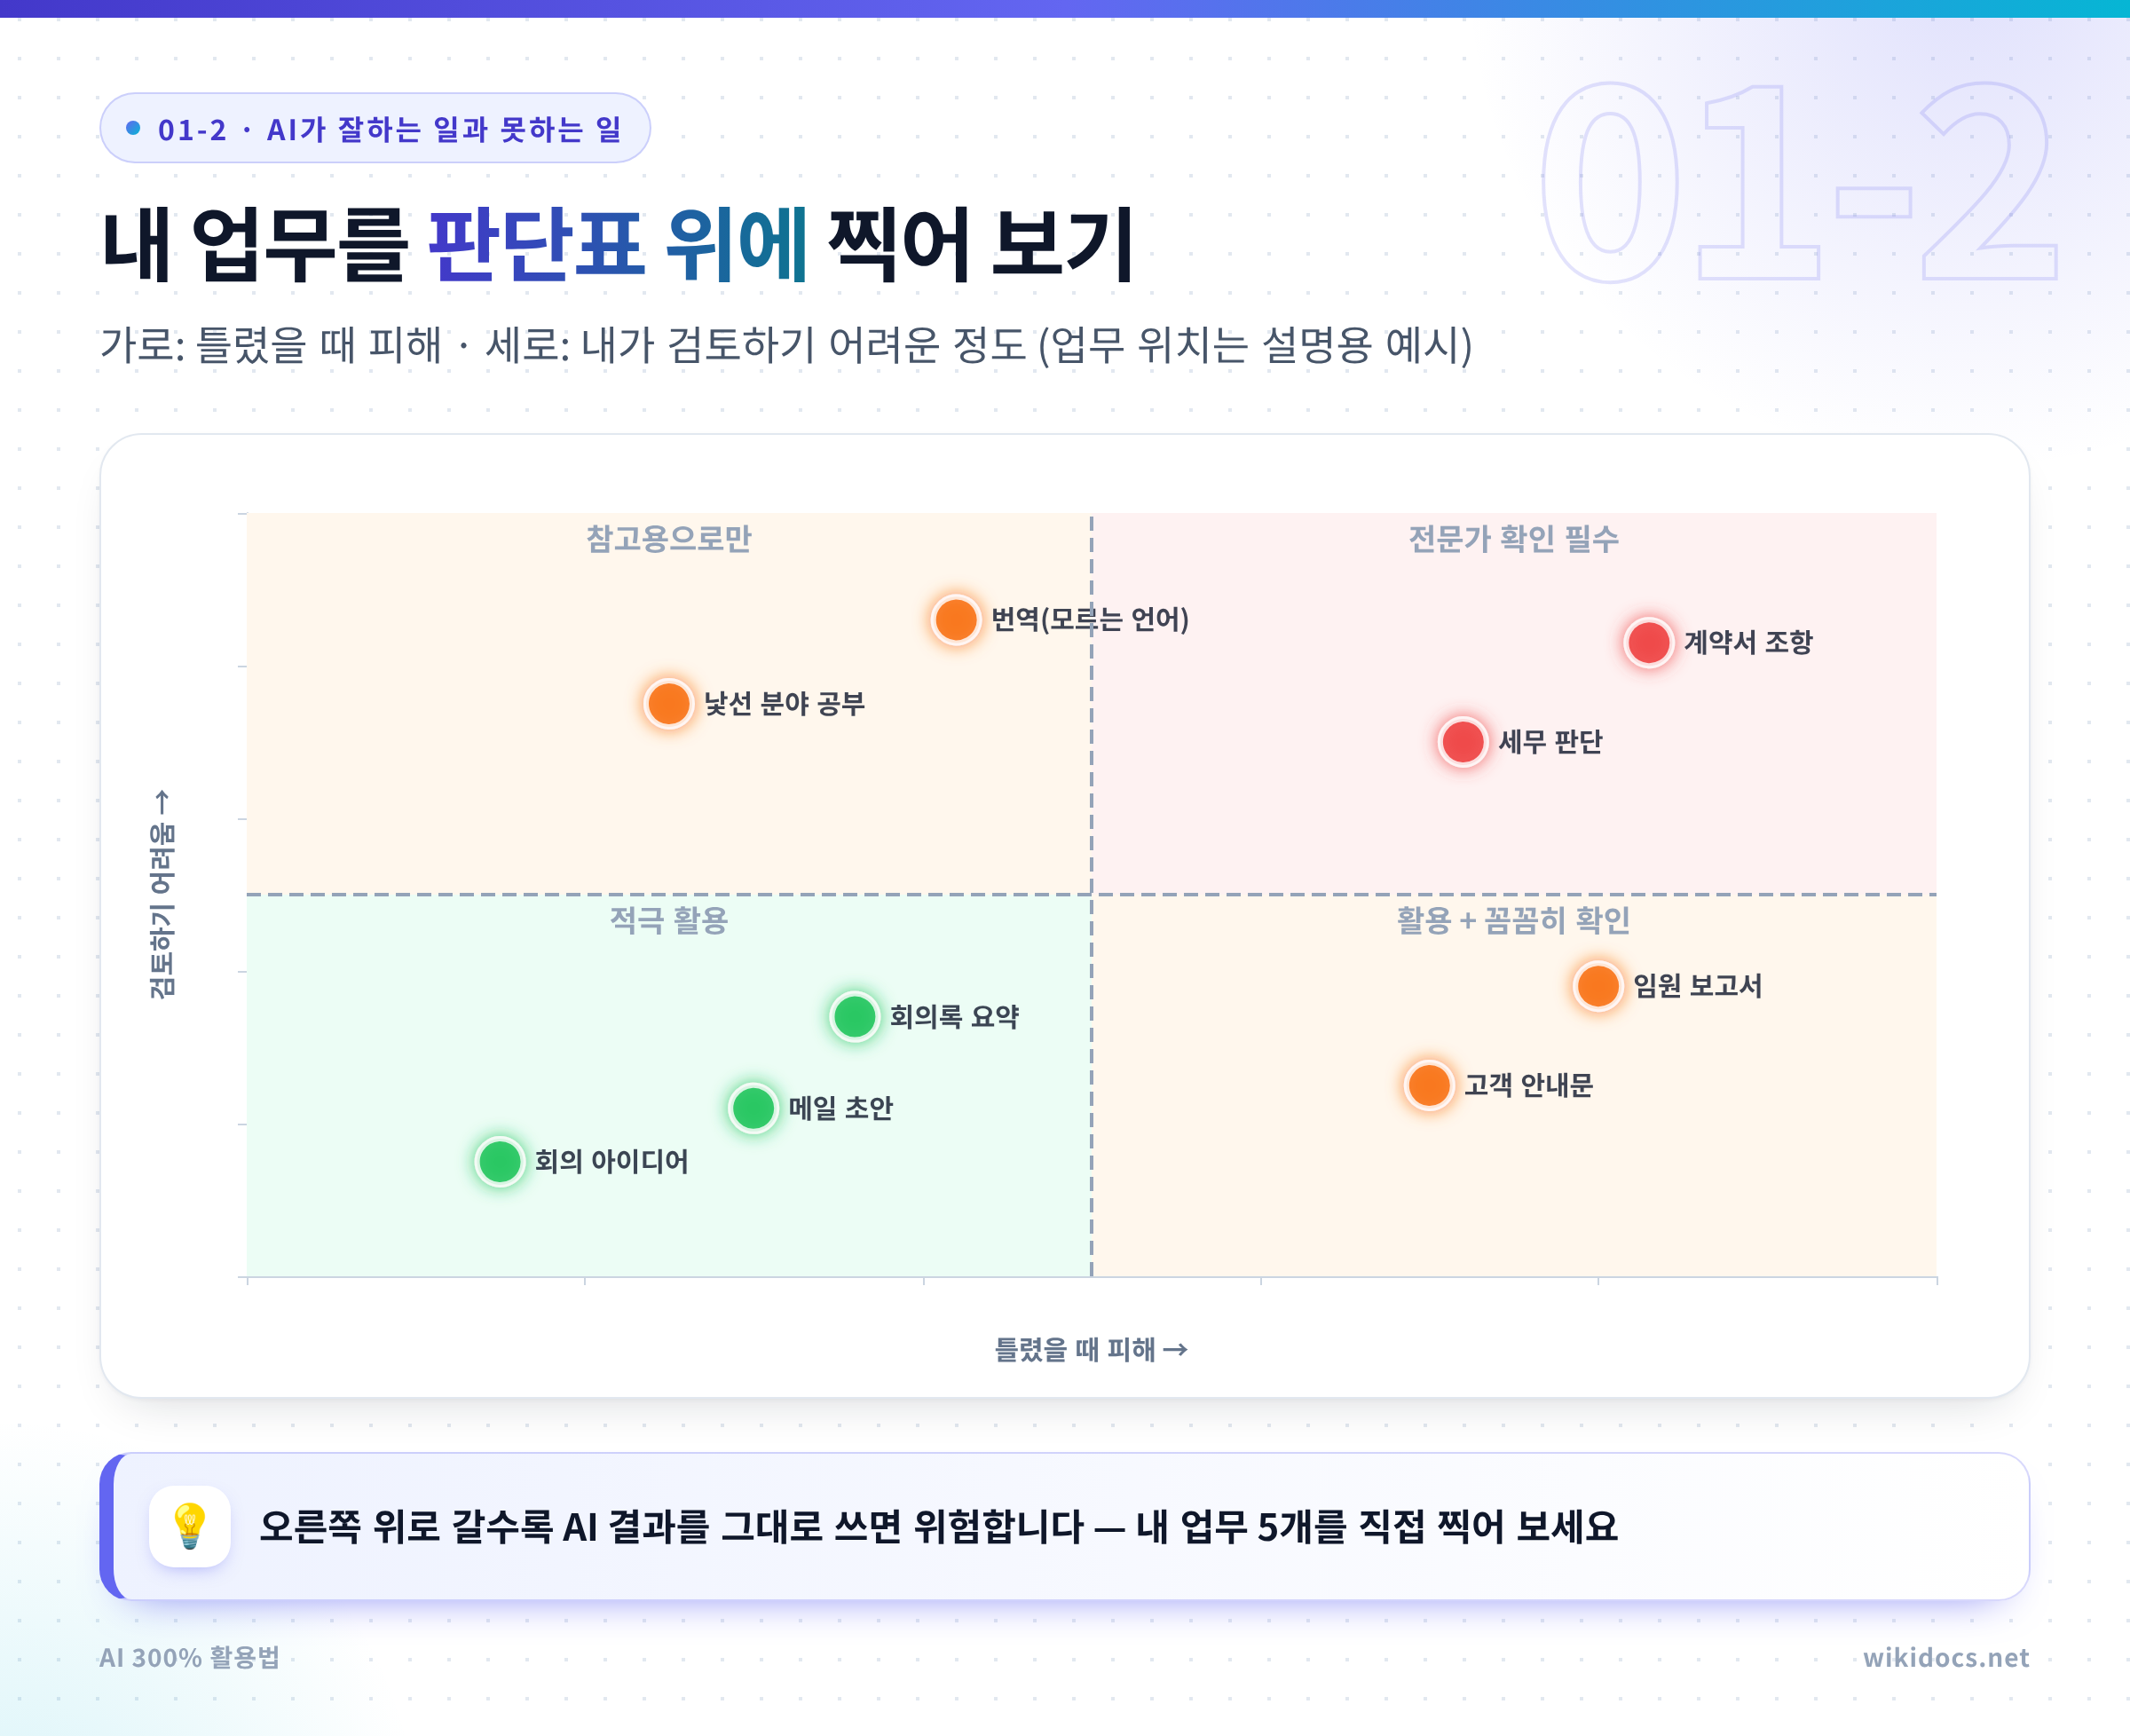 01-2 · AI가 잘하는 일과 못하는 일
01-2
내 업무를 판단표 위에 찍어 보기
가로: 틀렸을 때 피해 · 세로: 내가 검토하기 어려운 정도 (업무 위치는 설명용 예시)
참고용으로만
전문가 확인 필수
번역(모르는 언어)
계약서 조항
낯선 분야 공부
세무 판단
검토하기 어려움 →
적극 활용
활용 + 꼼꼼히 확인
임원 보고서
회의록 요약
고객 안내문
메일 초안
회의 아이디어
틀렸을 때 피해 →
오른쪽 위로 갈수록 AI 결과를 그대로 쓰면 위험합니다 — 내 업무 5개를 직접 찍어 보세요
AI 300% 활용법
wikidocs.net